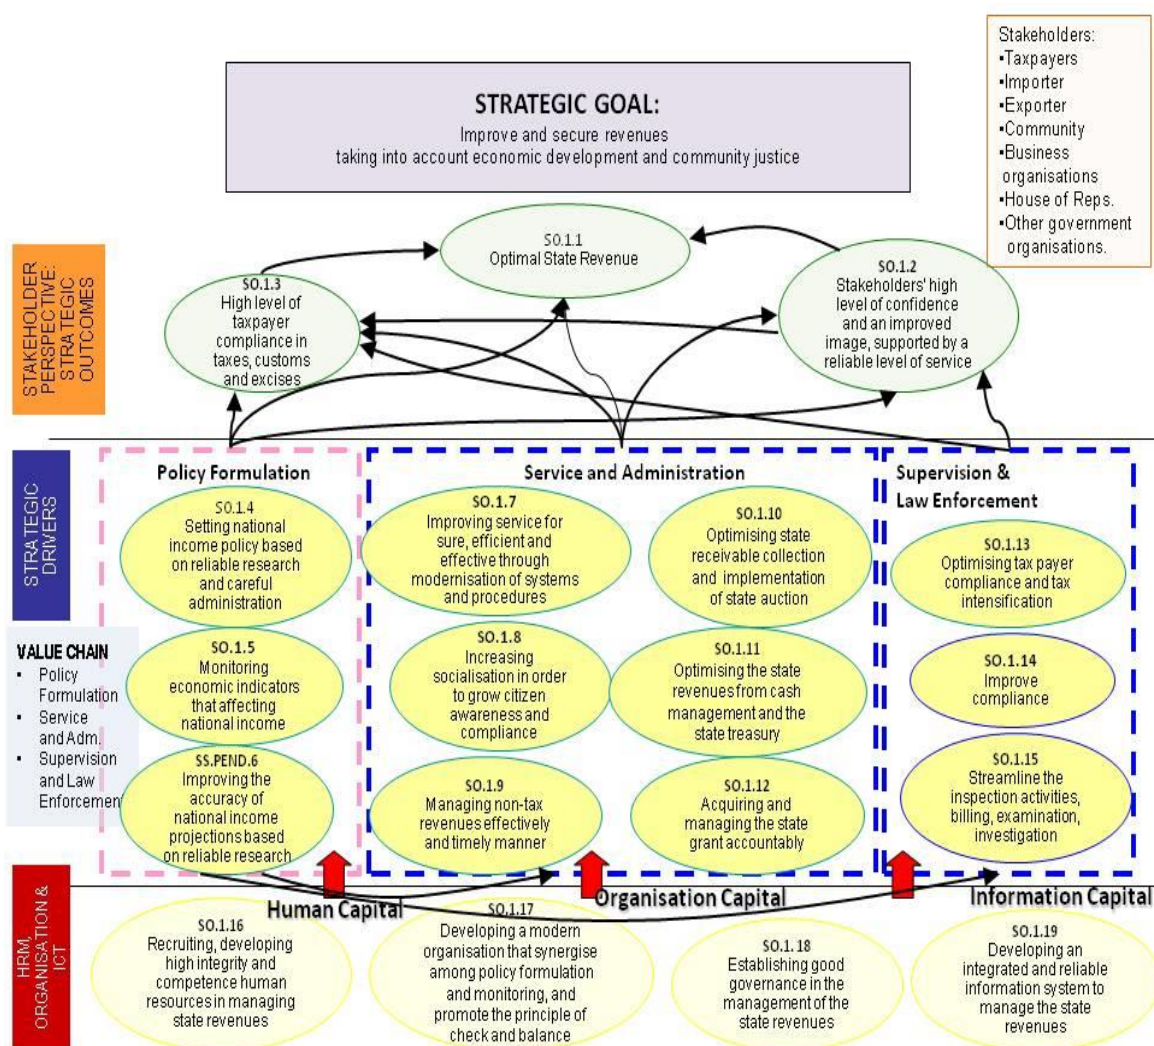 Stakeholders:
•Taxpayers
•Importer
•Exporter
•Community
•Business
organisations
•House of Reps.
•Other government
organisations.
STRATEGIC GOAL:
Improve and secure revenues
taking into account economic development and community justice
STAKEHOLDER
PERSPECTIVE:
STRATEGIC
OUTCOMES
SO.1.1
Optimal State Revenue
SO.1.3
High level of
taxpayer
compliance in
taxes, customs
and excises
SO.1.2
Stakeholders' high
level of confidence
and an improved
image, supported by a
reliable level of service
STRATEGIC
DRIVERS
Policy Formulation
SO.1.4
Setting national
income policy based
on reliable research
and careful
administration
SO.1.5
Monitoring
economic indicators
that affecting
national income
SS.PEND.6
Improving the
accuracy of
national income
projections based
on reliable research
Service and Administration
SO.1.7
Improving service for
sure, efficient and
effective through
modernisation of systems
and procedures
SO.1.10
Optimising state
receivable collection
and implementation
of state auction
SO.1.8
Increasing
socialisation in order
to grow citizen
awareness and
compliance
SO.1.11
Optimising the state
revenues from cash
management and the
state treasury
SO.1.9
Managing non-tax
revenues effectively
and timely manner
SO.1.12
Acquiring and
managing the state
grant accountably
Supervision &
Law Enforcement
SO.1.13
Optimising tax payer
compliance and tax
intensification
SO.1.14
Improve
compliance
SO.1.15
Streamline the
inspection activities,
billing, examination,
investigation
VALUE CHAIN
• Policy
Formulation
• Service
and Adm.
• Supervision
and Law
Enforcement
HRM,
ORGANISATION &
ICT
Human Capital
Organisation Capital
Information Capital
SO.1.16
Recruiting, developing
high integrity and
competence human
resources in managing
state revenues
SO.1.17
Developing a modern
organisation that synergise
among policy formulation
and monitoring, and
promote the principle of
check and balance
SO.1.18
Establishing good
governance in the
management of the
state revenues
SO.1.19
Developing an
integrated and reliable
information system to
manage the state
revenues